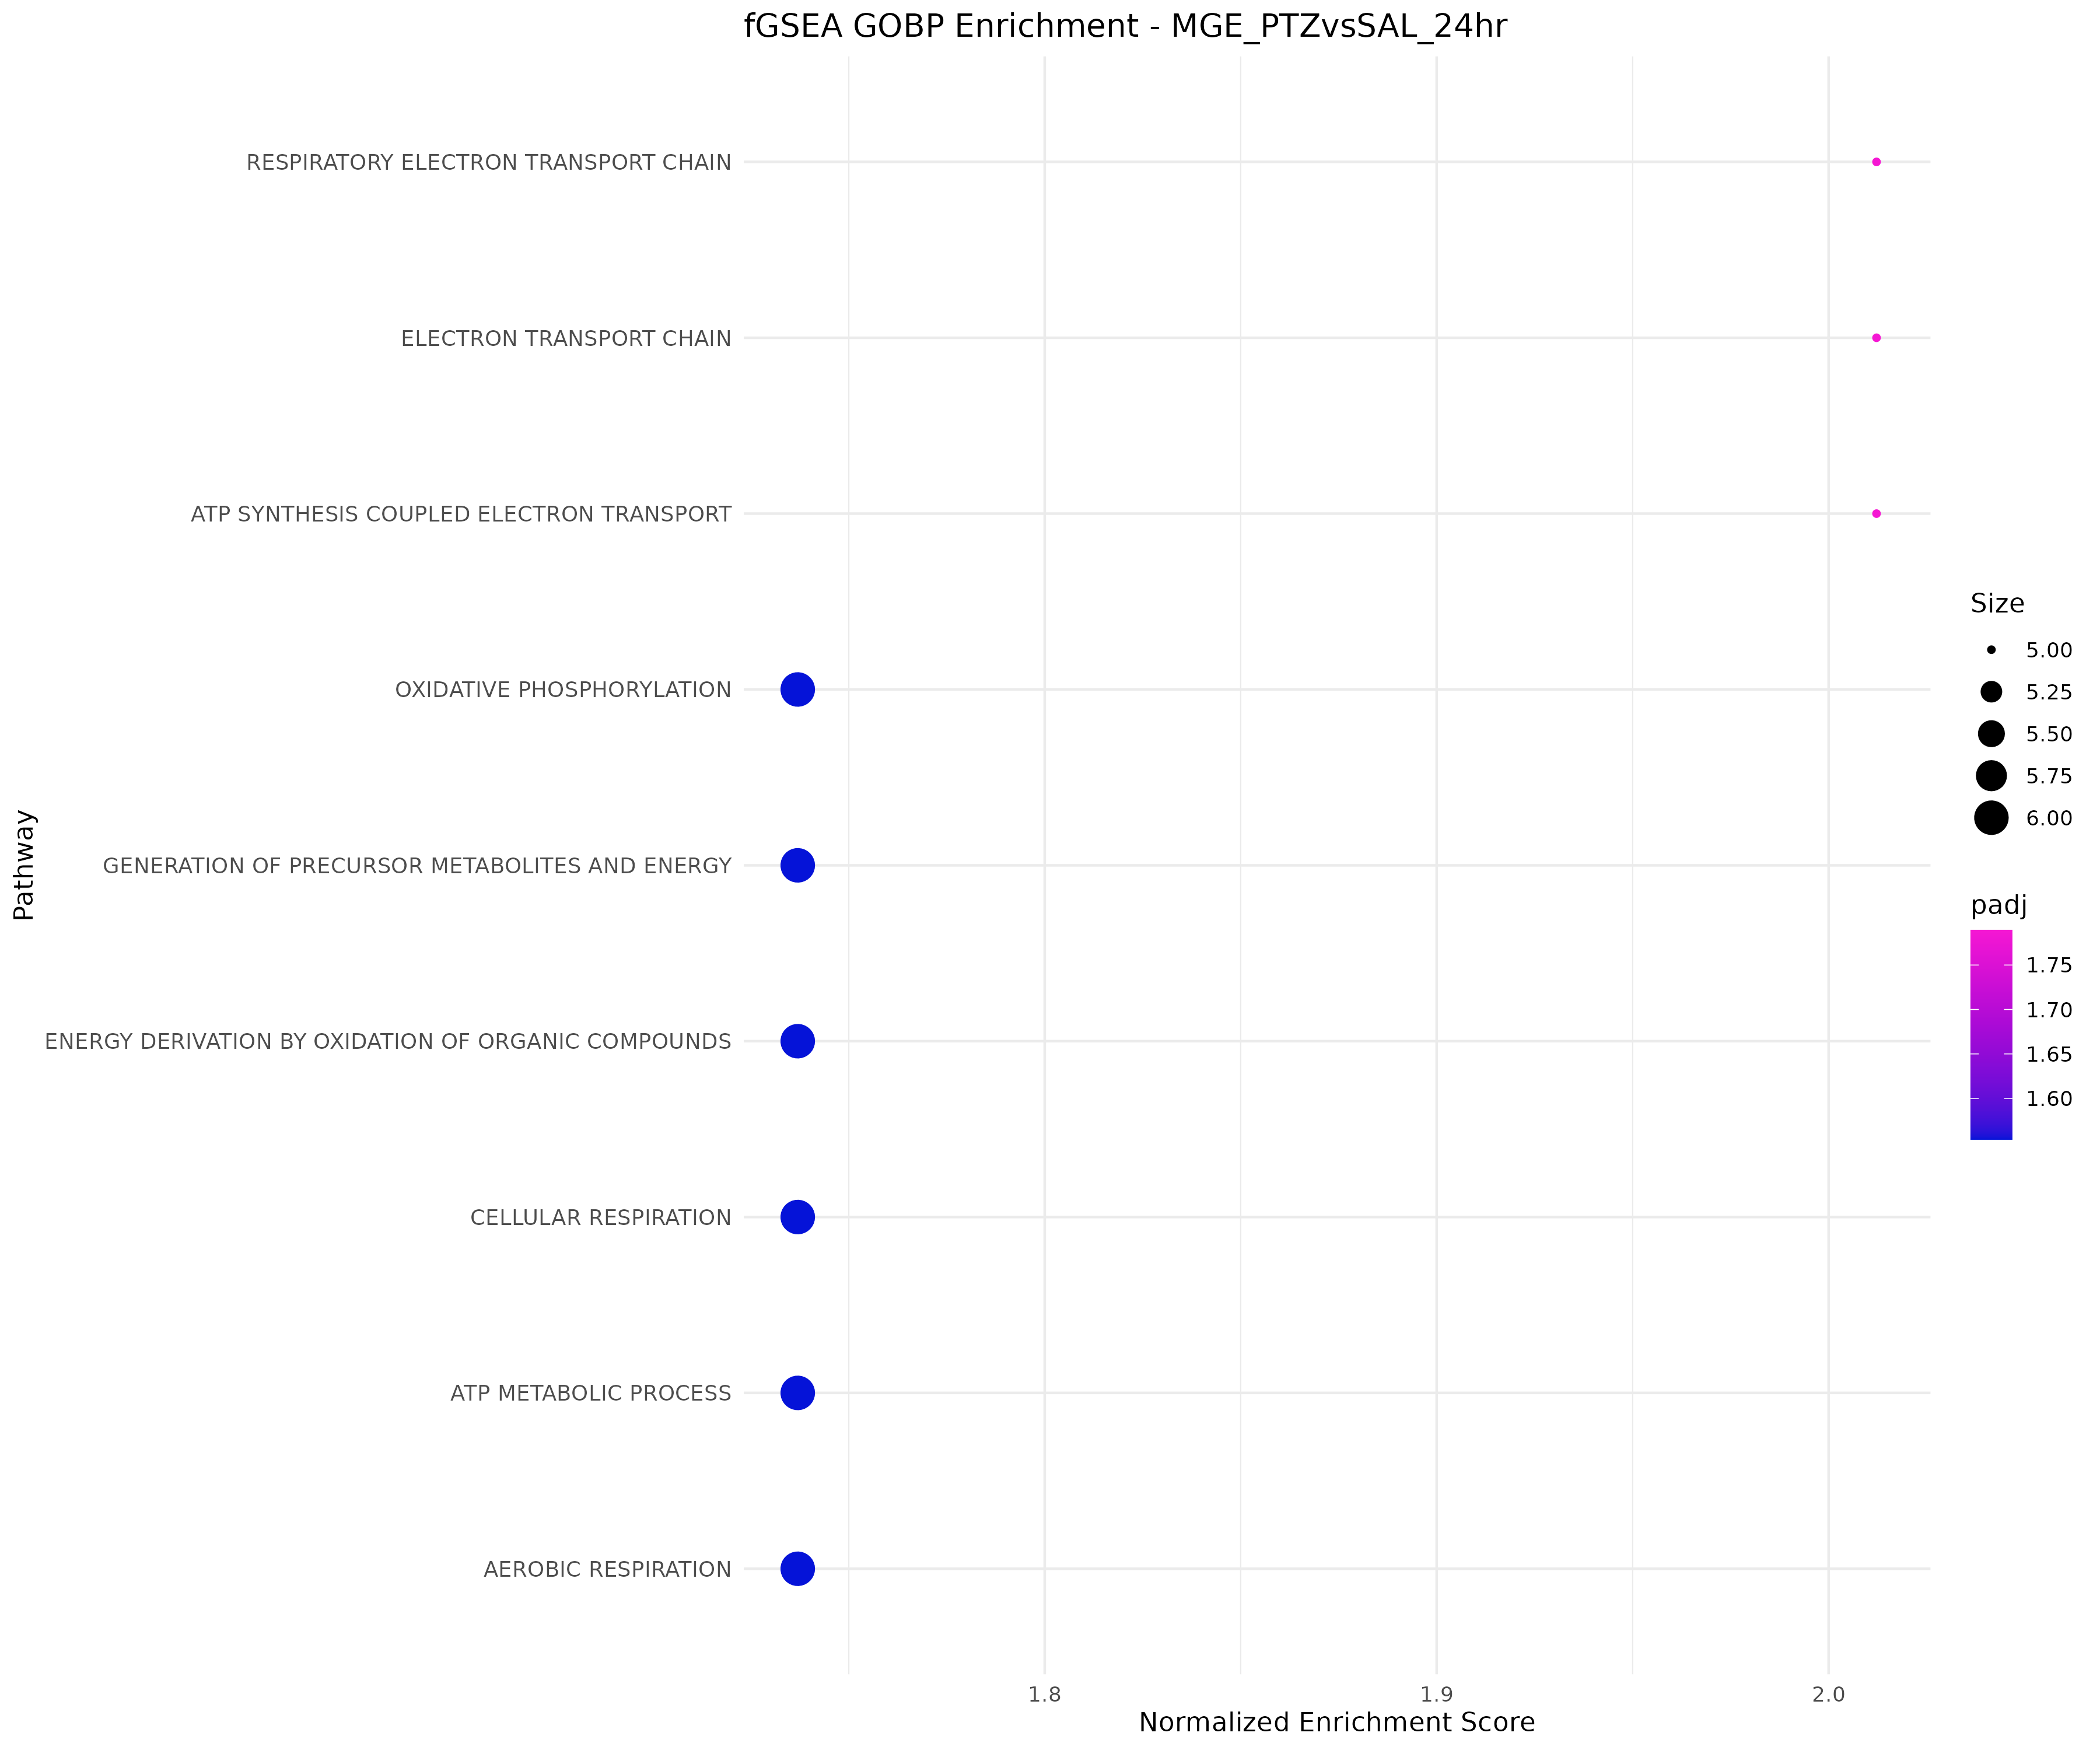 fGSEA GOBP Enrichment - MGE_PTZvsSAL_24hr
Pathway
RESPIRATORY ELECTRON TRANSPORT CHAIN
ELECTRON TRANSPORT CHAIN
ATP SYNTHESIS COUPLED ELECTRON TRANSPORT
OXIDATIVE PHOSPHORYLATION
GENERATION OF PRECURSOR METABOLITES AND ENERGY
ENERGY DERIVATION BY OXIDATION OF ORGANIC COMPOUNDS
CELLULAR RESPIRATION
ATP METABOLIC PROCESS
AEROBIC RESPIRATION
1.8
1.9
2.0
Normalized Enrichment Score
Size
5.00
5.25
5.50
5.75
6.00
padj
1.75
1.70
1.65
1.60